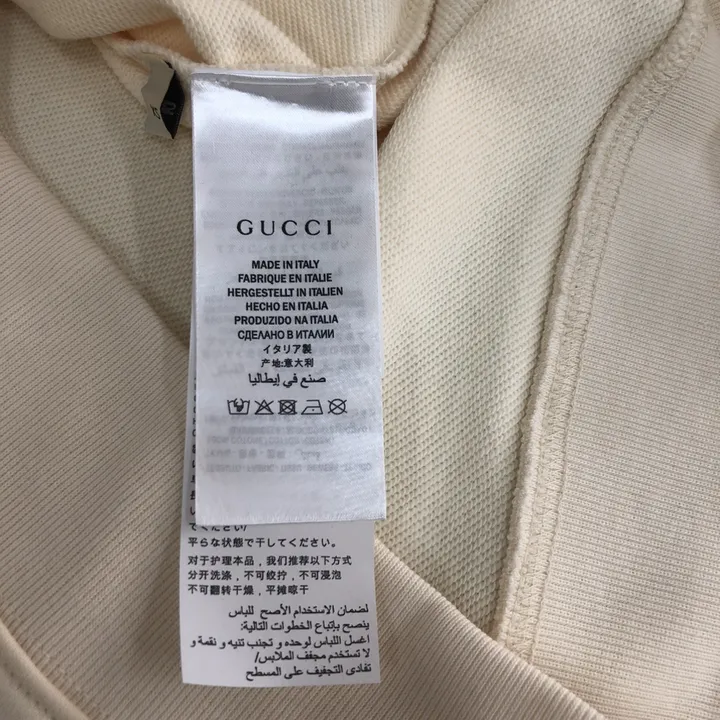 GUCCI
MADE IN ITALY
FABRIQUE EN ITALIE
HERGESTELLT IN ITALIEN
HECHO EN ITALIA
PRODUZIDO NA ITALIA
СДЕЛАНО В ИТАЛИИ
イタリア製
产地:意大利
صنع في إيطاليا
てください/
平らな状態で干してください。
对于护理本品，我们推荐以下方式
分开洗涤，不可绞拧，不可浸泡
不可翻转干燥，平摊晾干
لضمان الاستخدام الأصح للباس
ينصح بإتباع الخطوات التالية:
اغسل اللباس لوحده و تجنب تنيه و نقعة و
لا تستخدم مجفف الملابس/
تفادى التجفيف على المسطح